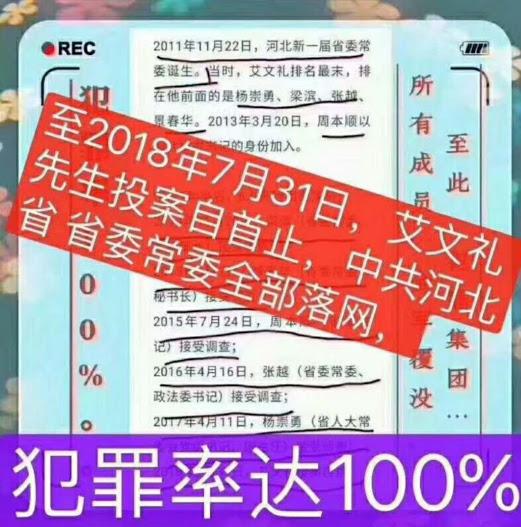 REC
2011年11月22日，河北新一届省委常
委诞生。当时，艾文礼排名最末，排
在他前面的是杨崇勇、梁滨、张越、
景春华。2013年3月20日，周本顺以
记的身份加入。
至2018年7月31日，艾文礼
先生投案自首止，中共河北
省 省委常委全部落网，
秘书长）接受
2015年7月24日，周本
记）接受调查；
2016年4月16日，张越（省委常委、
政法委书记）接受调查；
2017年4月11日，杨崇勇（省人大常
犯
00%。
所有成员
至此
覆没
集团…
犯罪率达100%